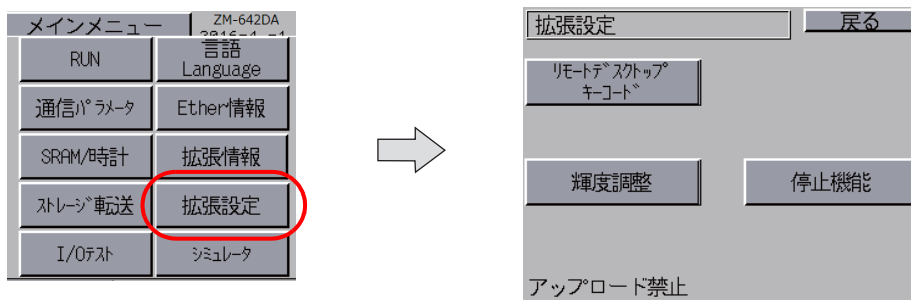 メインメニュー
ZM-642DA
RUN
言語
Language
通信ﾊﾟﾗﾒｰﾀ
Ether情報
SRAM/時計
拡張情報
ｽﾄﾚｰｼﾞ転送
拡張設定
I/Oﾃｽﾄ
ｼﾐｭﾚｰﾀ
拡張設定
戻る
ﾘﾓｰﾄﾃﾞｽｸﾄｯﾌﾟ
ｷｰｺｰﾄﾞ
輝度調整
停止機能
アップロード禁止